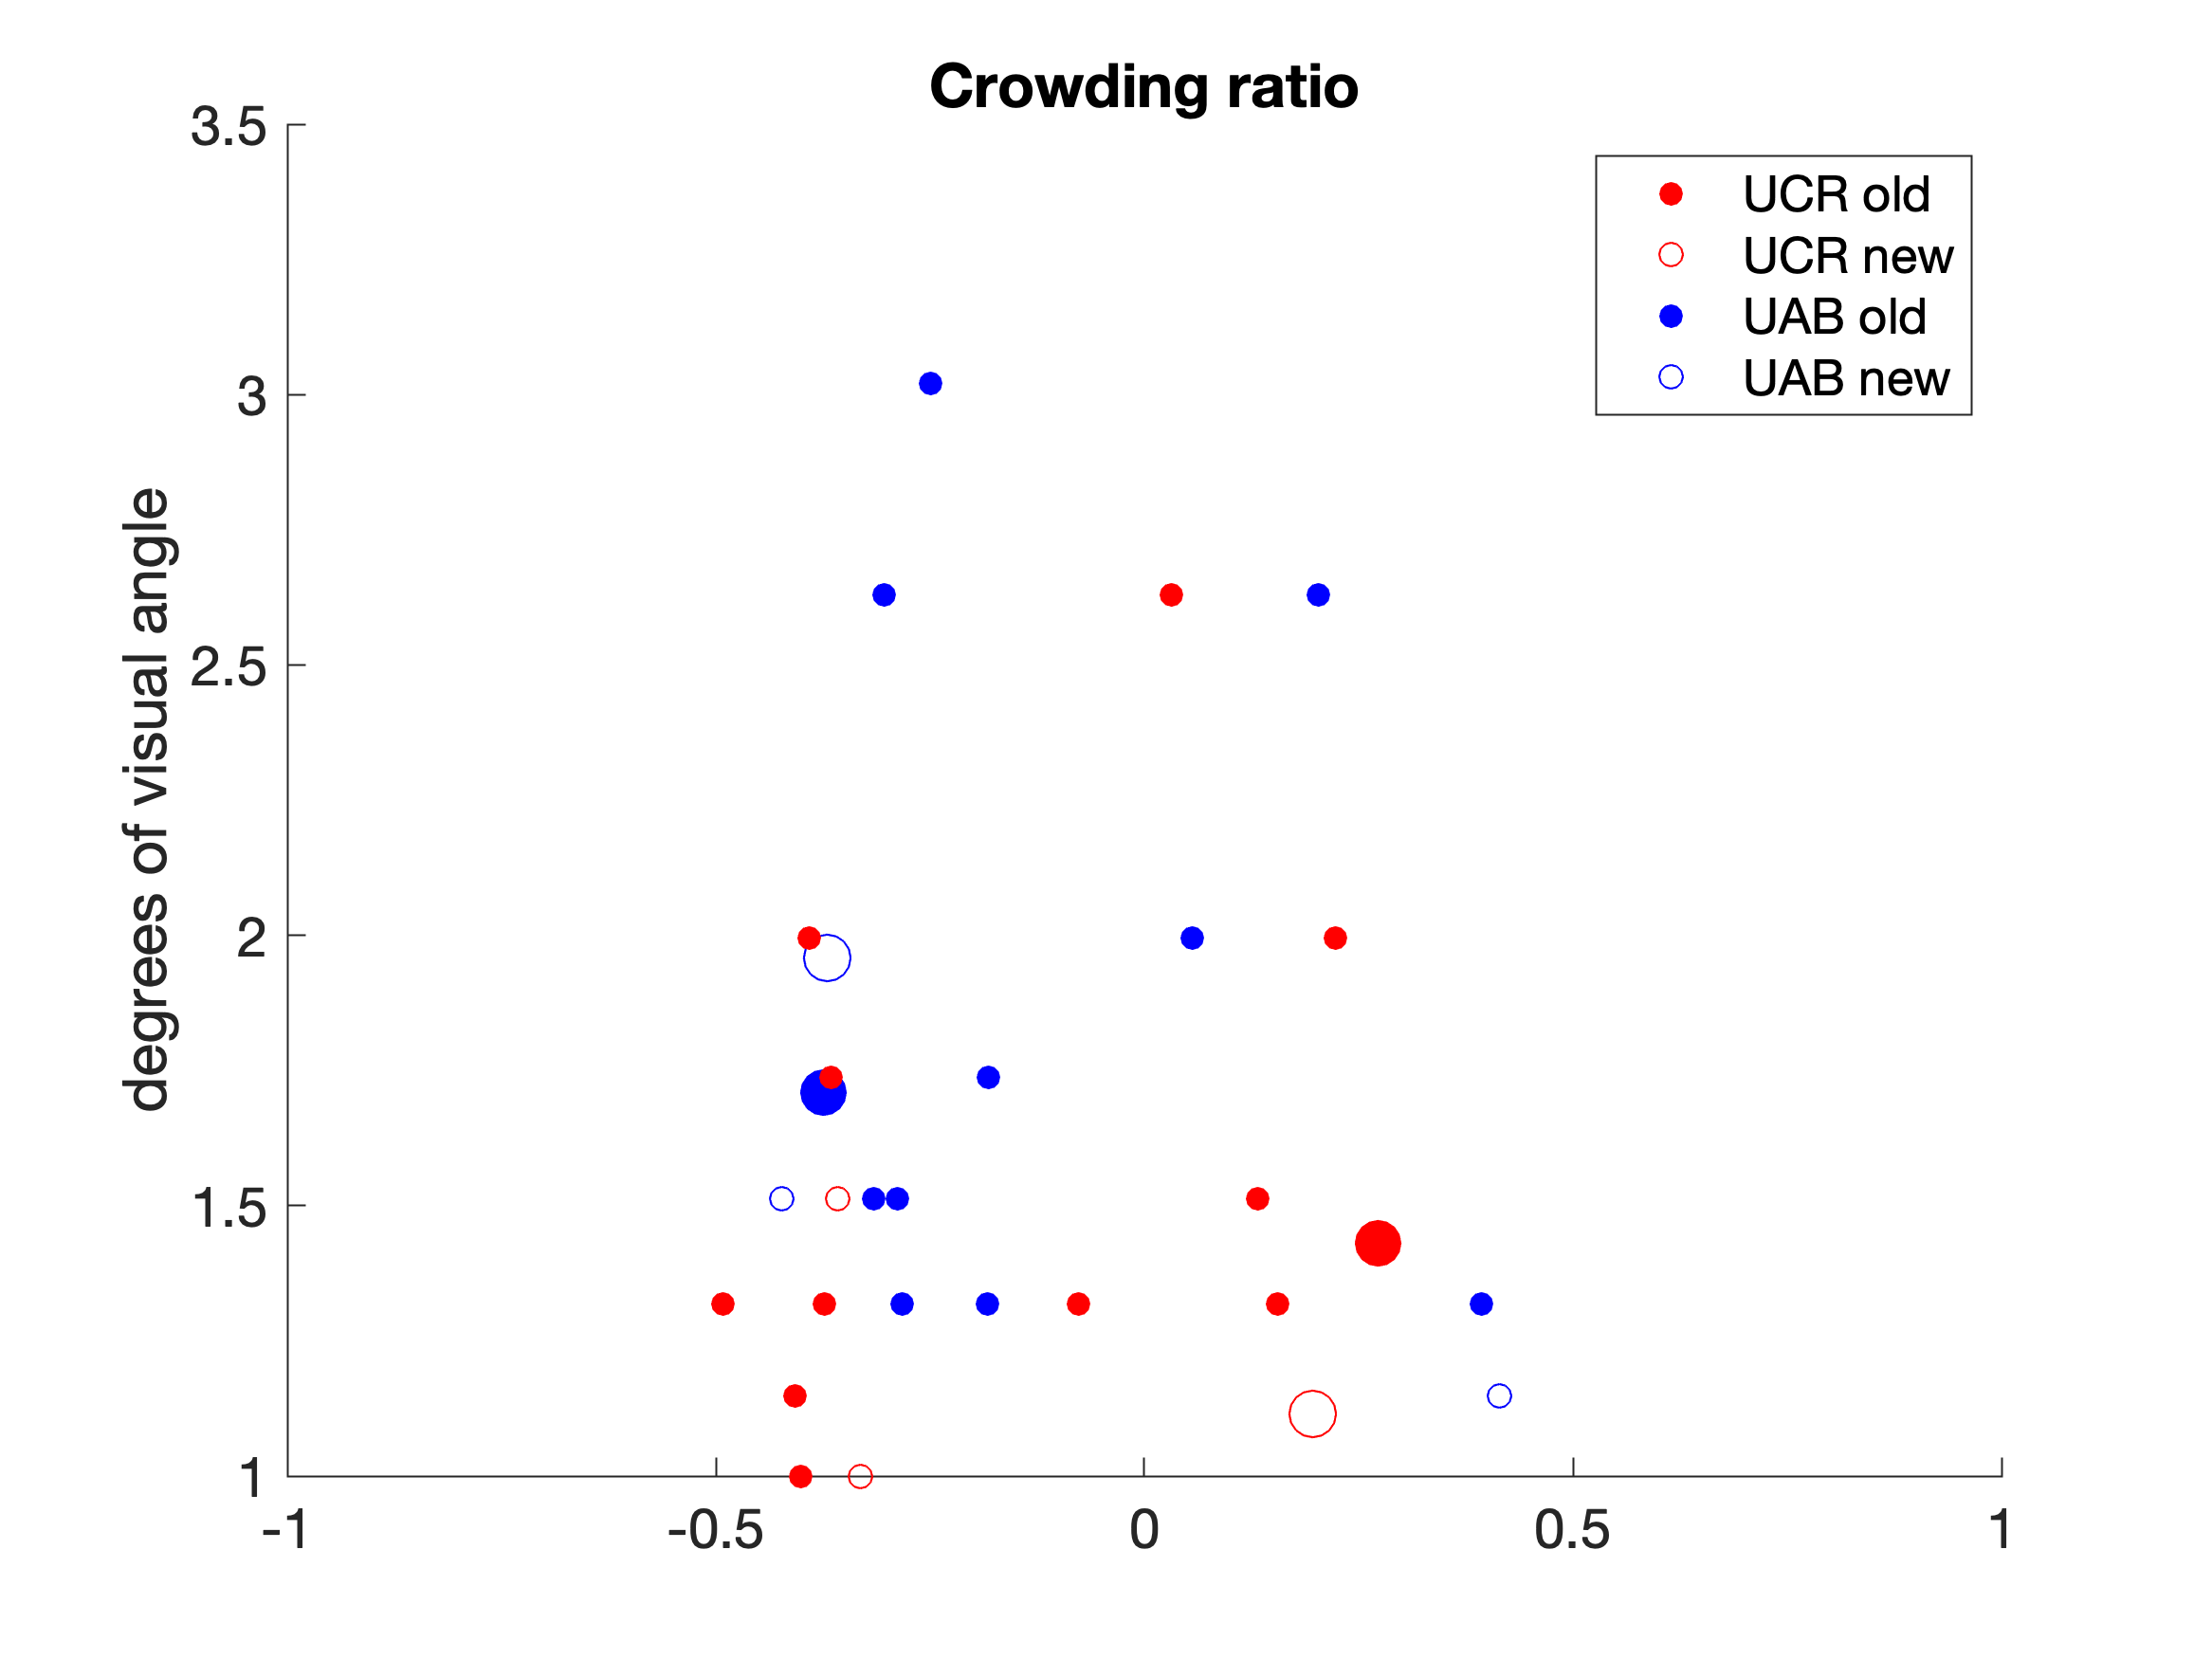 Crowding ratio
3.5
3
2.5
2
1.5
1
degrees of visual angle
UCR old
UCR new
UAB old
UAB new
-1
-0.5
0
0.5
1